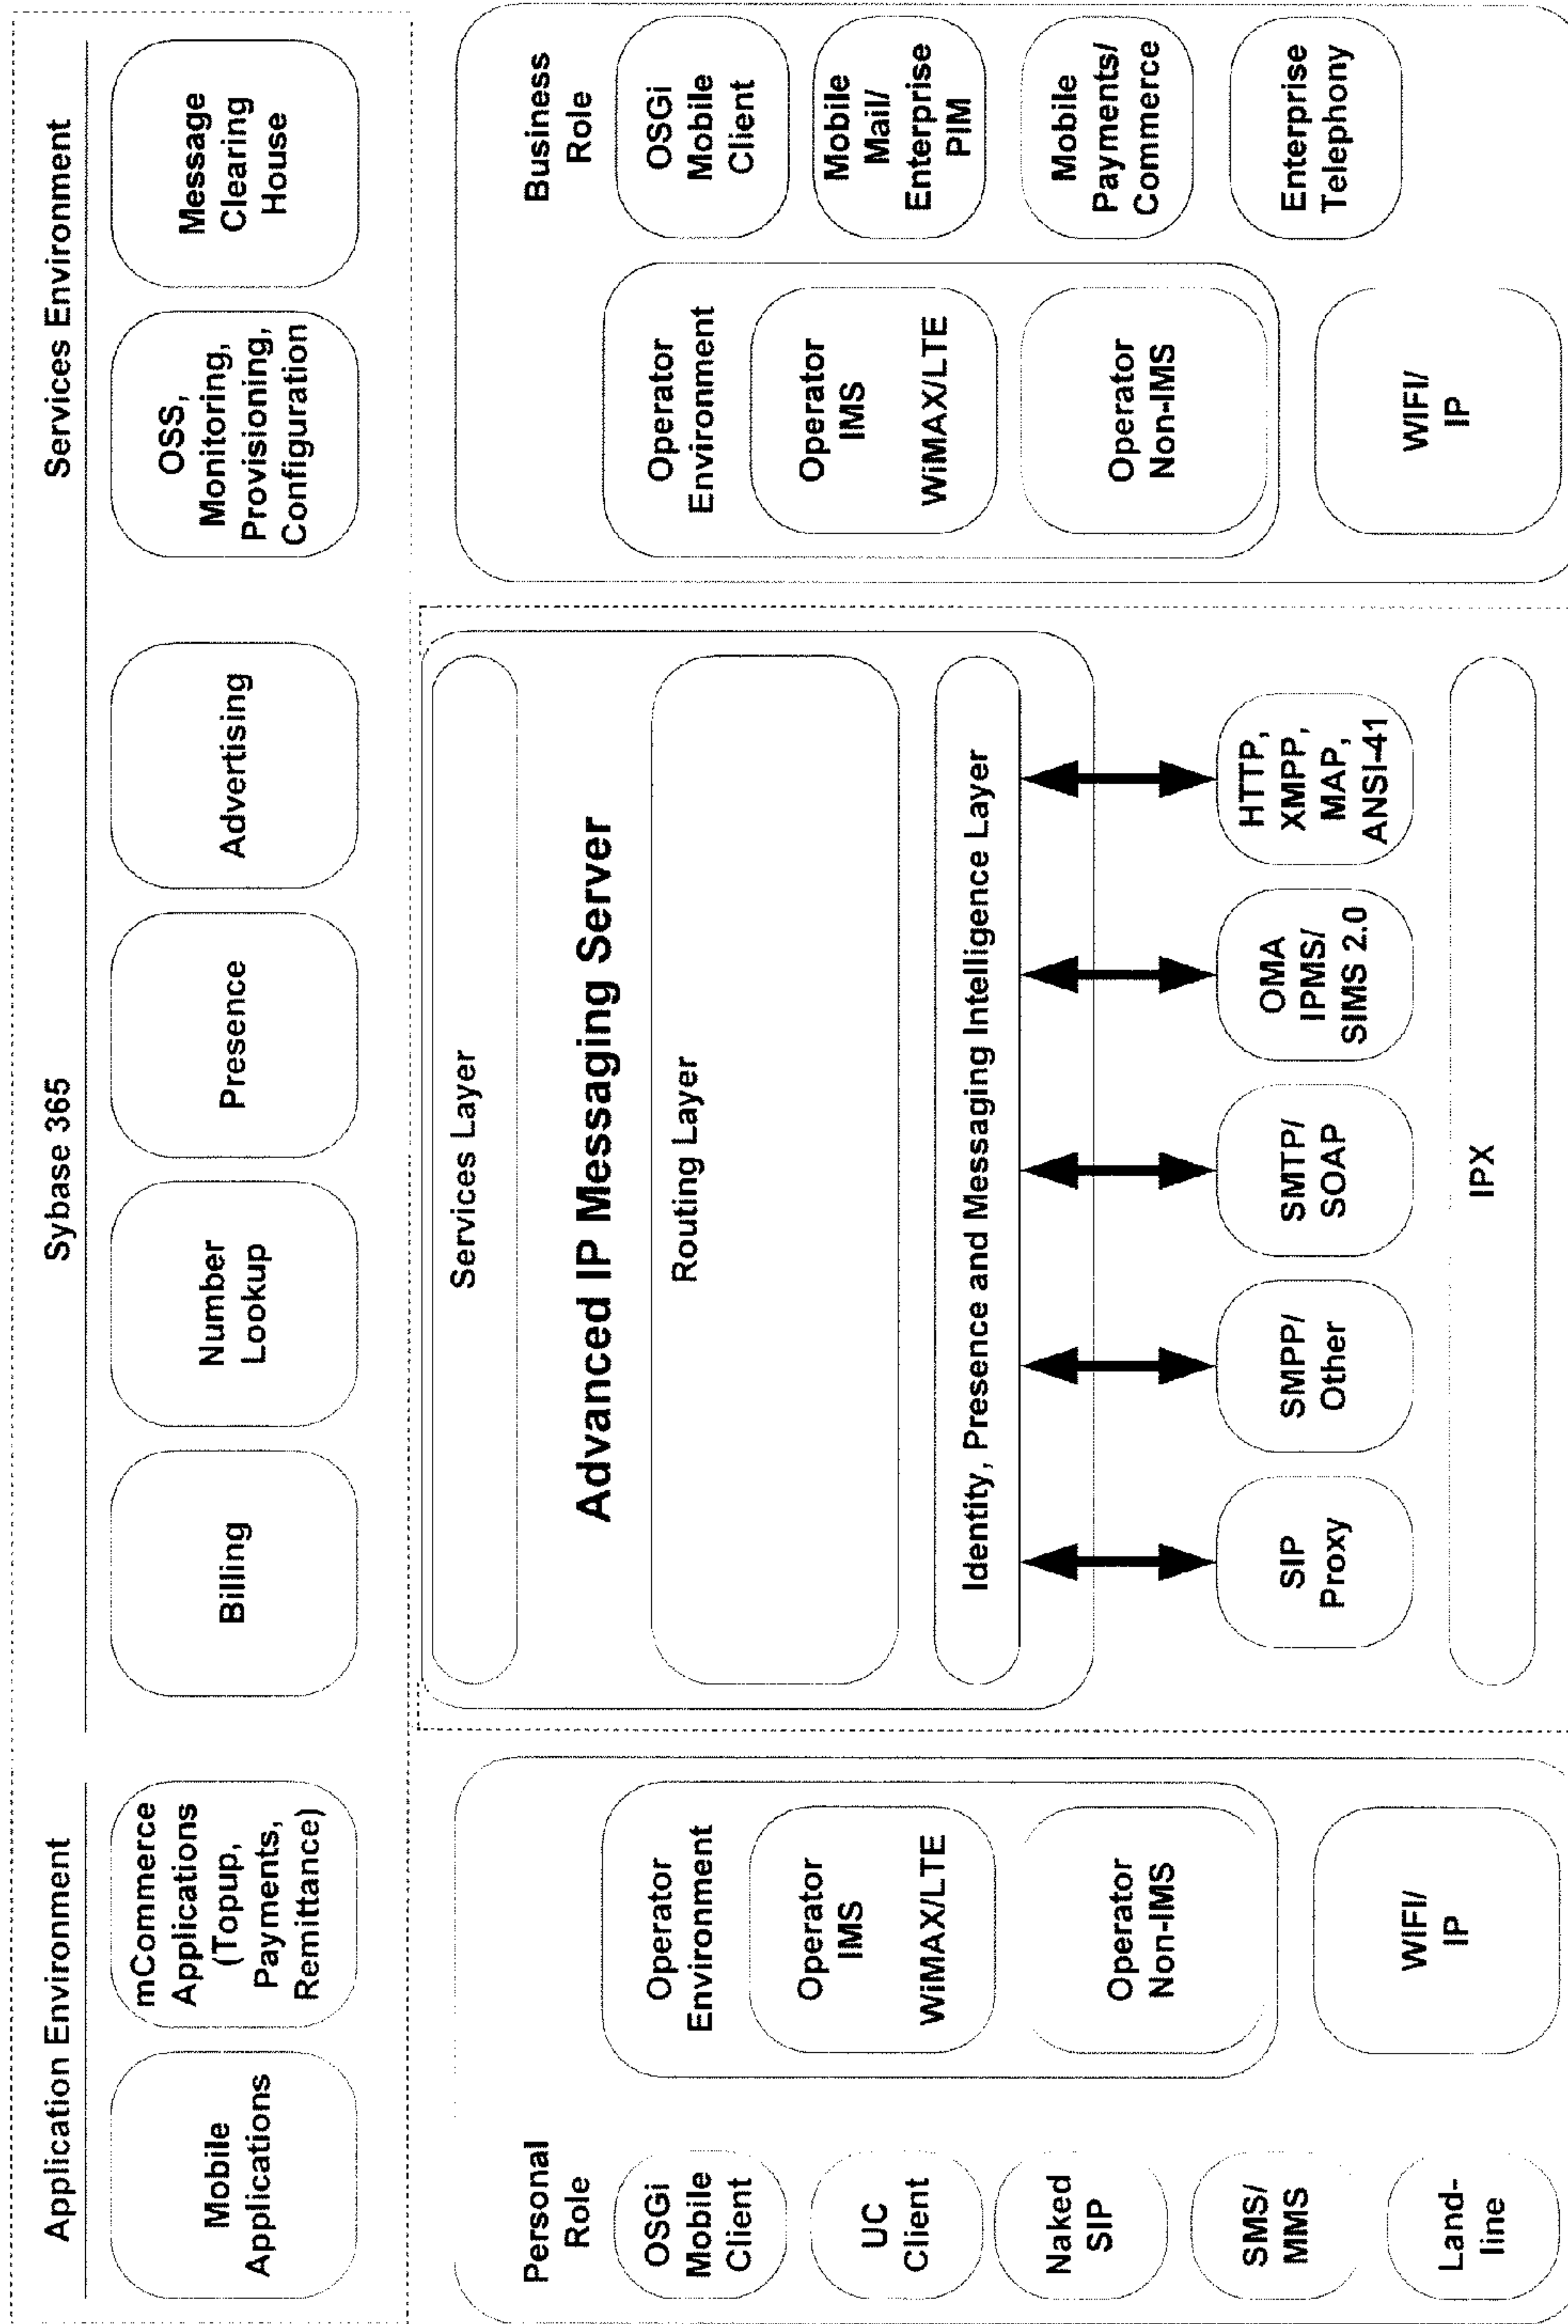 Application Environment
Mobile
Applications
mCommerce
Applications
(Topup,
Payments,
Remittance)
Sybase 365
Billing
Number
Lookup
Presence
Advertising
Services Environment
OSS,
Monitoring,
Provisioning,
Configuration
Message
Clearing
House
Personal
Role
OSGi
Mobile
Client
UC
Client
Naked
SIP
SMS/
MMS
Land-
line
Operator
Environment
Operator
IMS
WiMAX/LTE
Operator
Non-IMS
WIFI/
IP
Services Layer
Advanced IP Messaging Server
Routing Layer
Identity, Presence and Messaging Intelligence Layer
SIP
Proxy
SMPP/
Other
SMTP/
SOAP
OMA
IPMS/
SIMS 2.0
HTTP,
XMPP,
MAP,
ANSI-41
IPX
Operator
Environment
Operator
IMS
WiMAX/LTE
Operator
Non-IMS
WIFI/
IP
Business
Role
OSGi
Mobile
Client
Mobile
Mail/
Enterprise
PIM
Mobile
Payments/
Commerce
Enterprise
Telephony